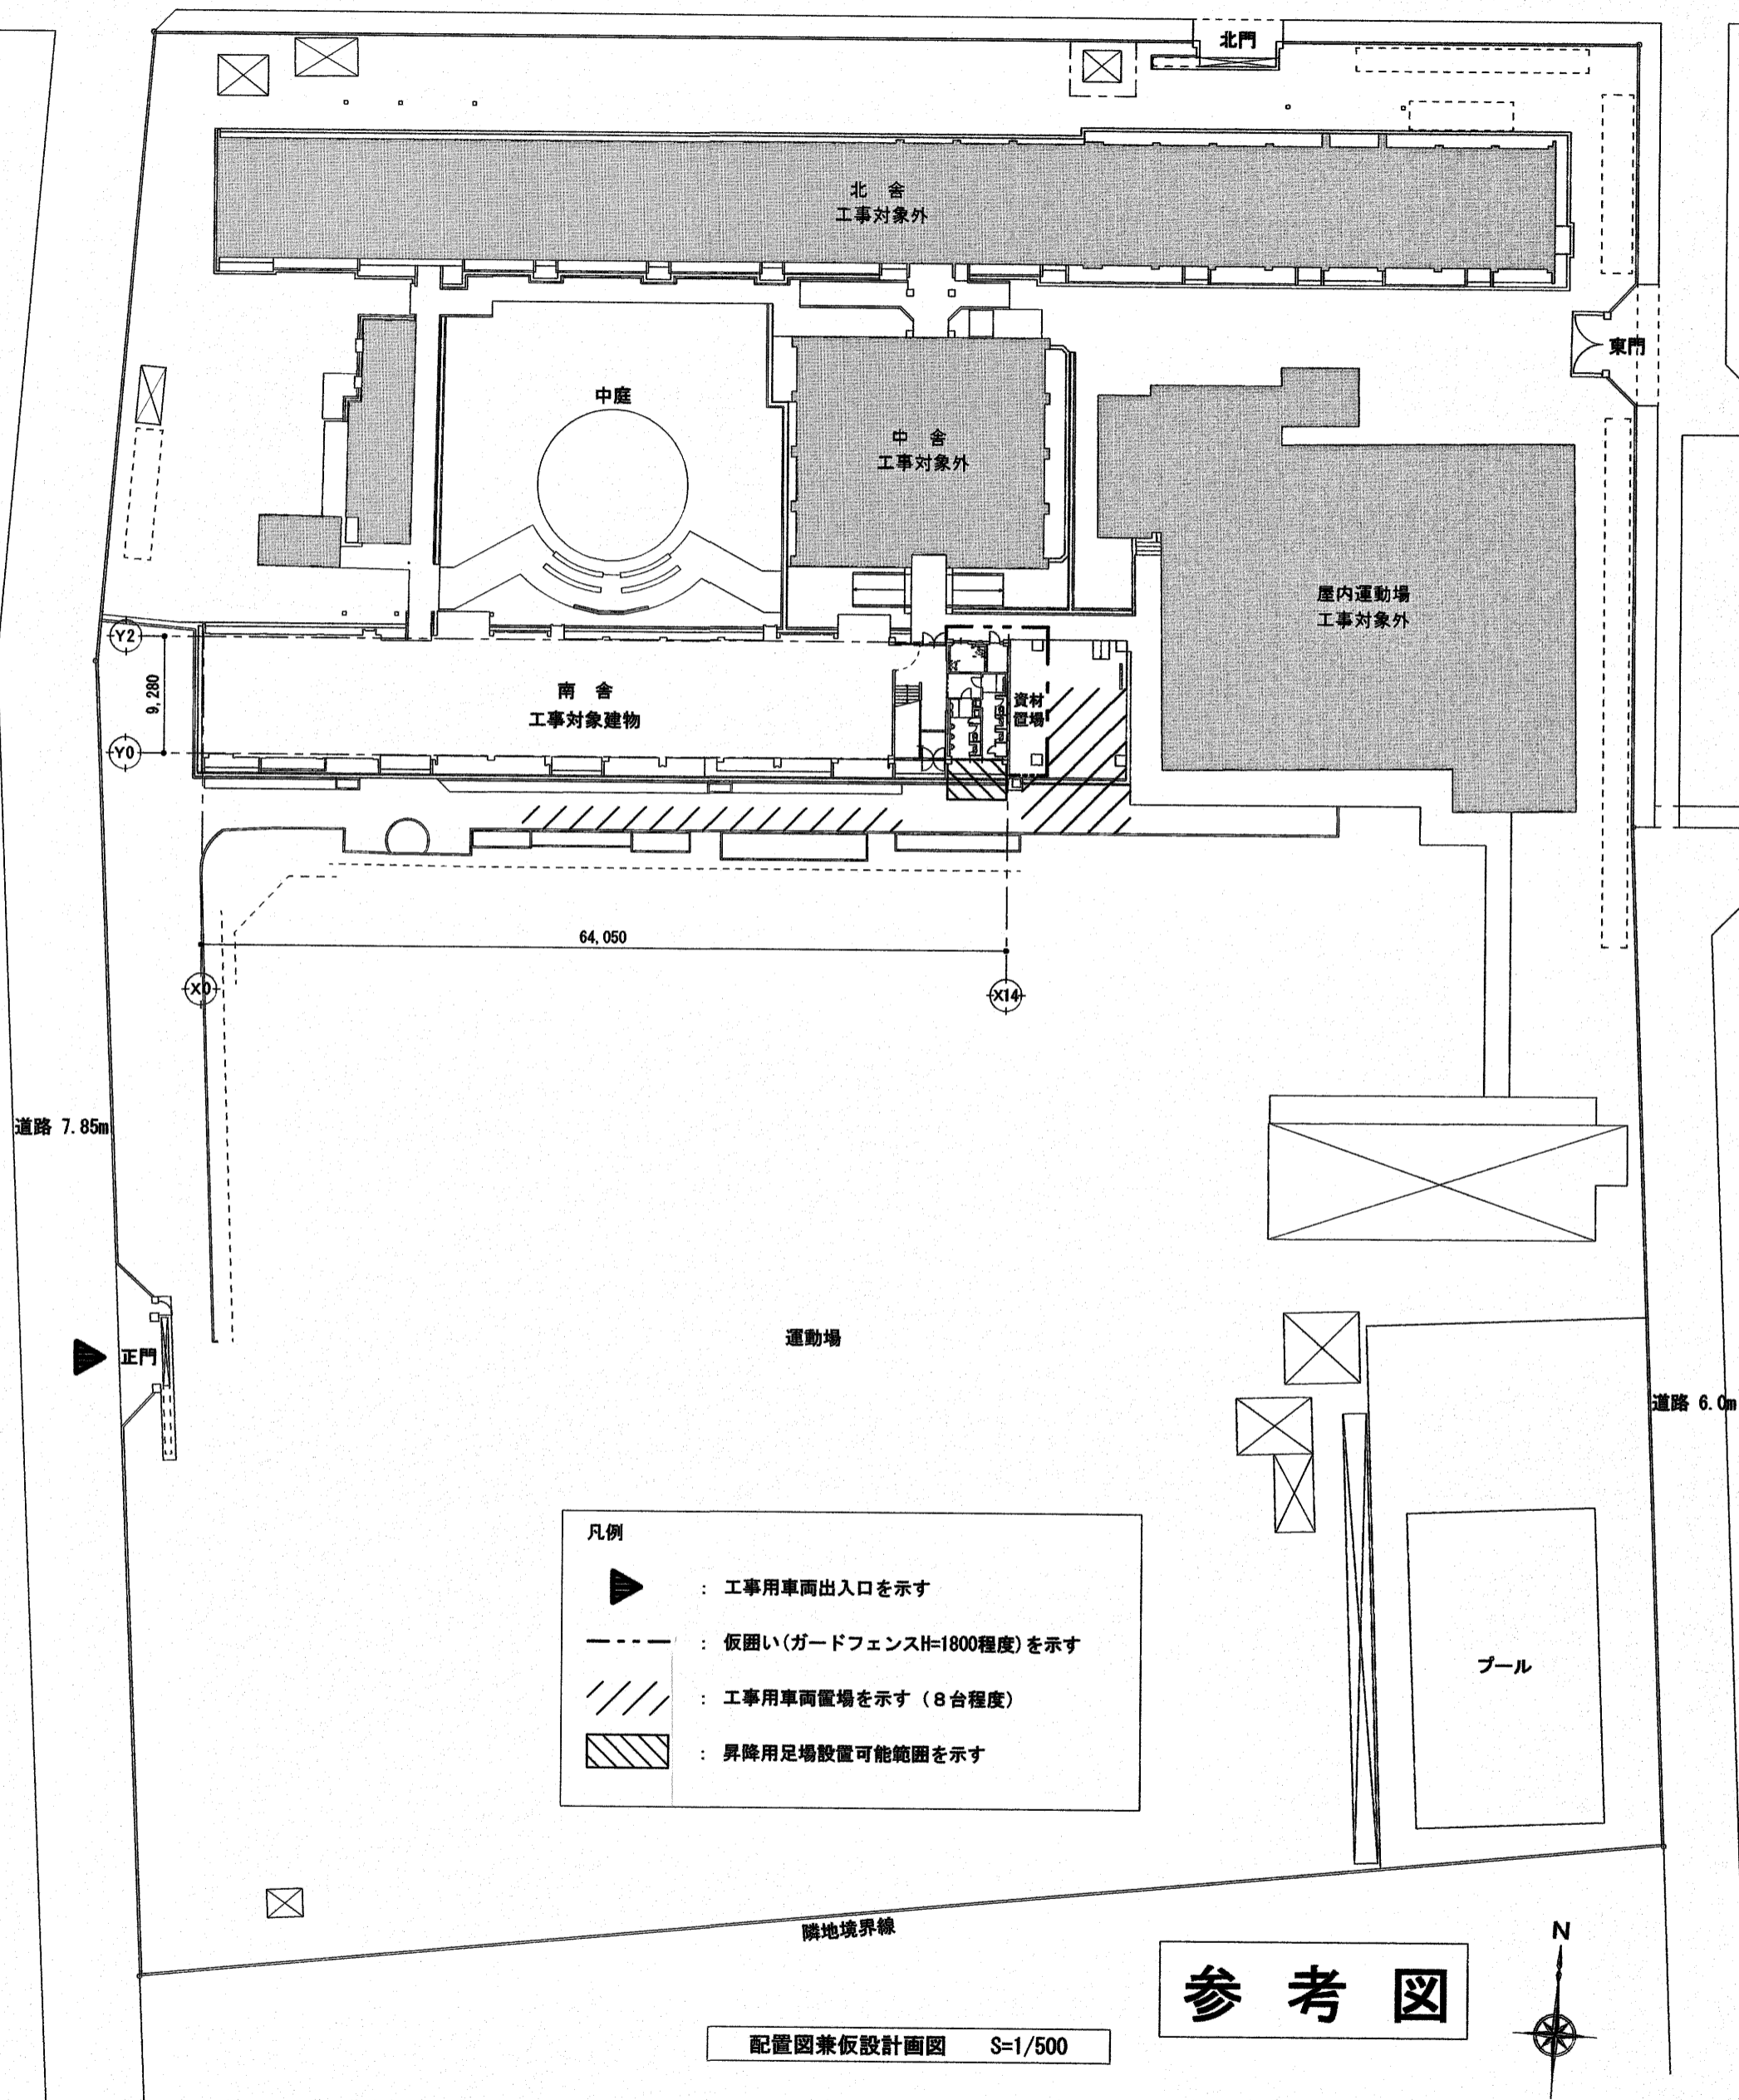 北門
北　舎
工事対象外
東門
中庭
中　舎
工事対象外
屋内運動場
工事対象外
Y2
9,280
Y0
南　舎
工事対象建物
資材
置場
64,050
X0
X14
道路 7.85m
正門
運動場
道路 6.0m
凡例
： 工事用車両出入口を示す
： 仮囲い(ガードフェンスH=1800程度)を示す
： 工事用車両置場を示す（８台程度）
： 昇降用足場設置可能範囲を示す
プール
隣地境界線
参 考 図
N
配置図兼仮設計画図　S=1/500